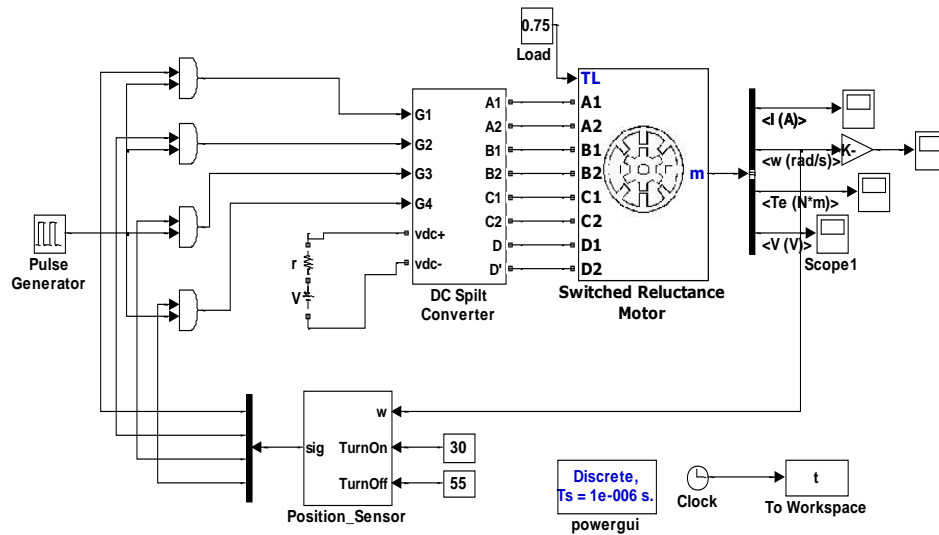 0.75
Load
TL
A1
A2
B1
B2
C1
C2
D1
D2
m
Switched Reluctance
Motor
G1
G2
G3
G4
vdc+
vdc-
A1
A2
B1
B2
C1
C2
D
D'
DC Spilt
Converter
r
V
Pulse
Generator
<I (A)>
<w (rad/s)>
K-
<Te (N*m)>
<V (V)>
Scope1
w
sig
TurnOn
TurnOff
30
55
Position_Sensor
Discrete,
Ts = 1e-006 s.
powergui
Clock
t
To Workspace